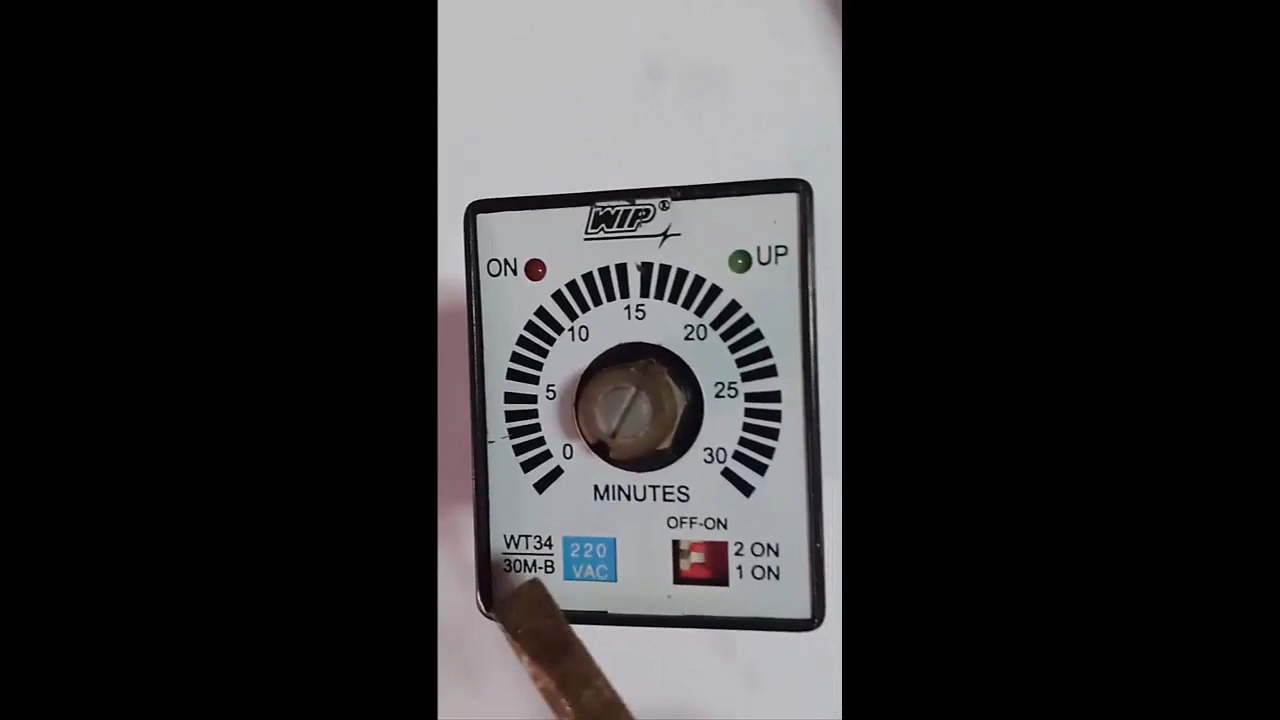 WIP®
ON UP
15
10 20
5 25
0 30
MINUTES
OFF-ON
WT34 220 2 ON
30M-B VAC 1 ON